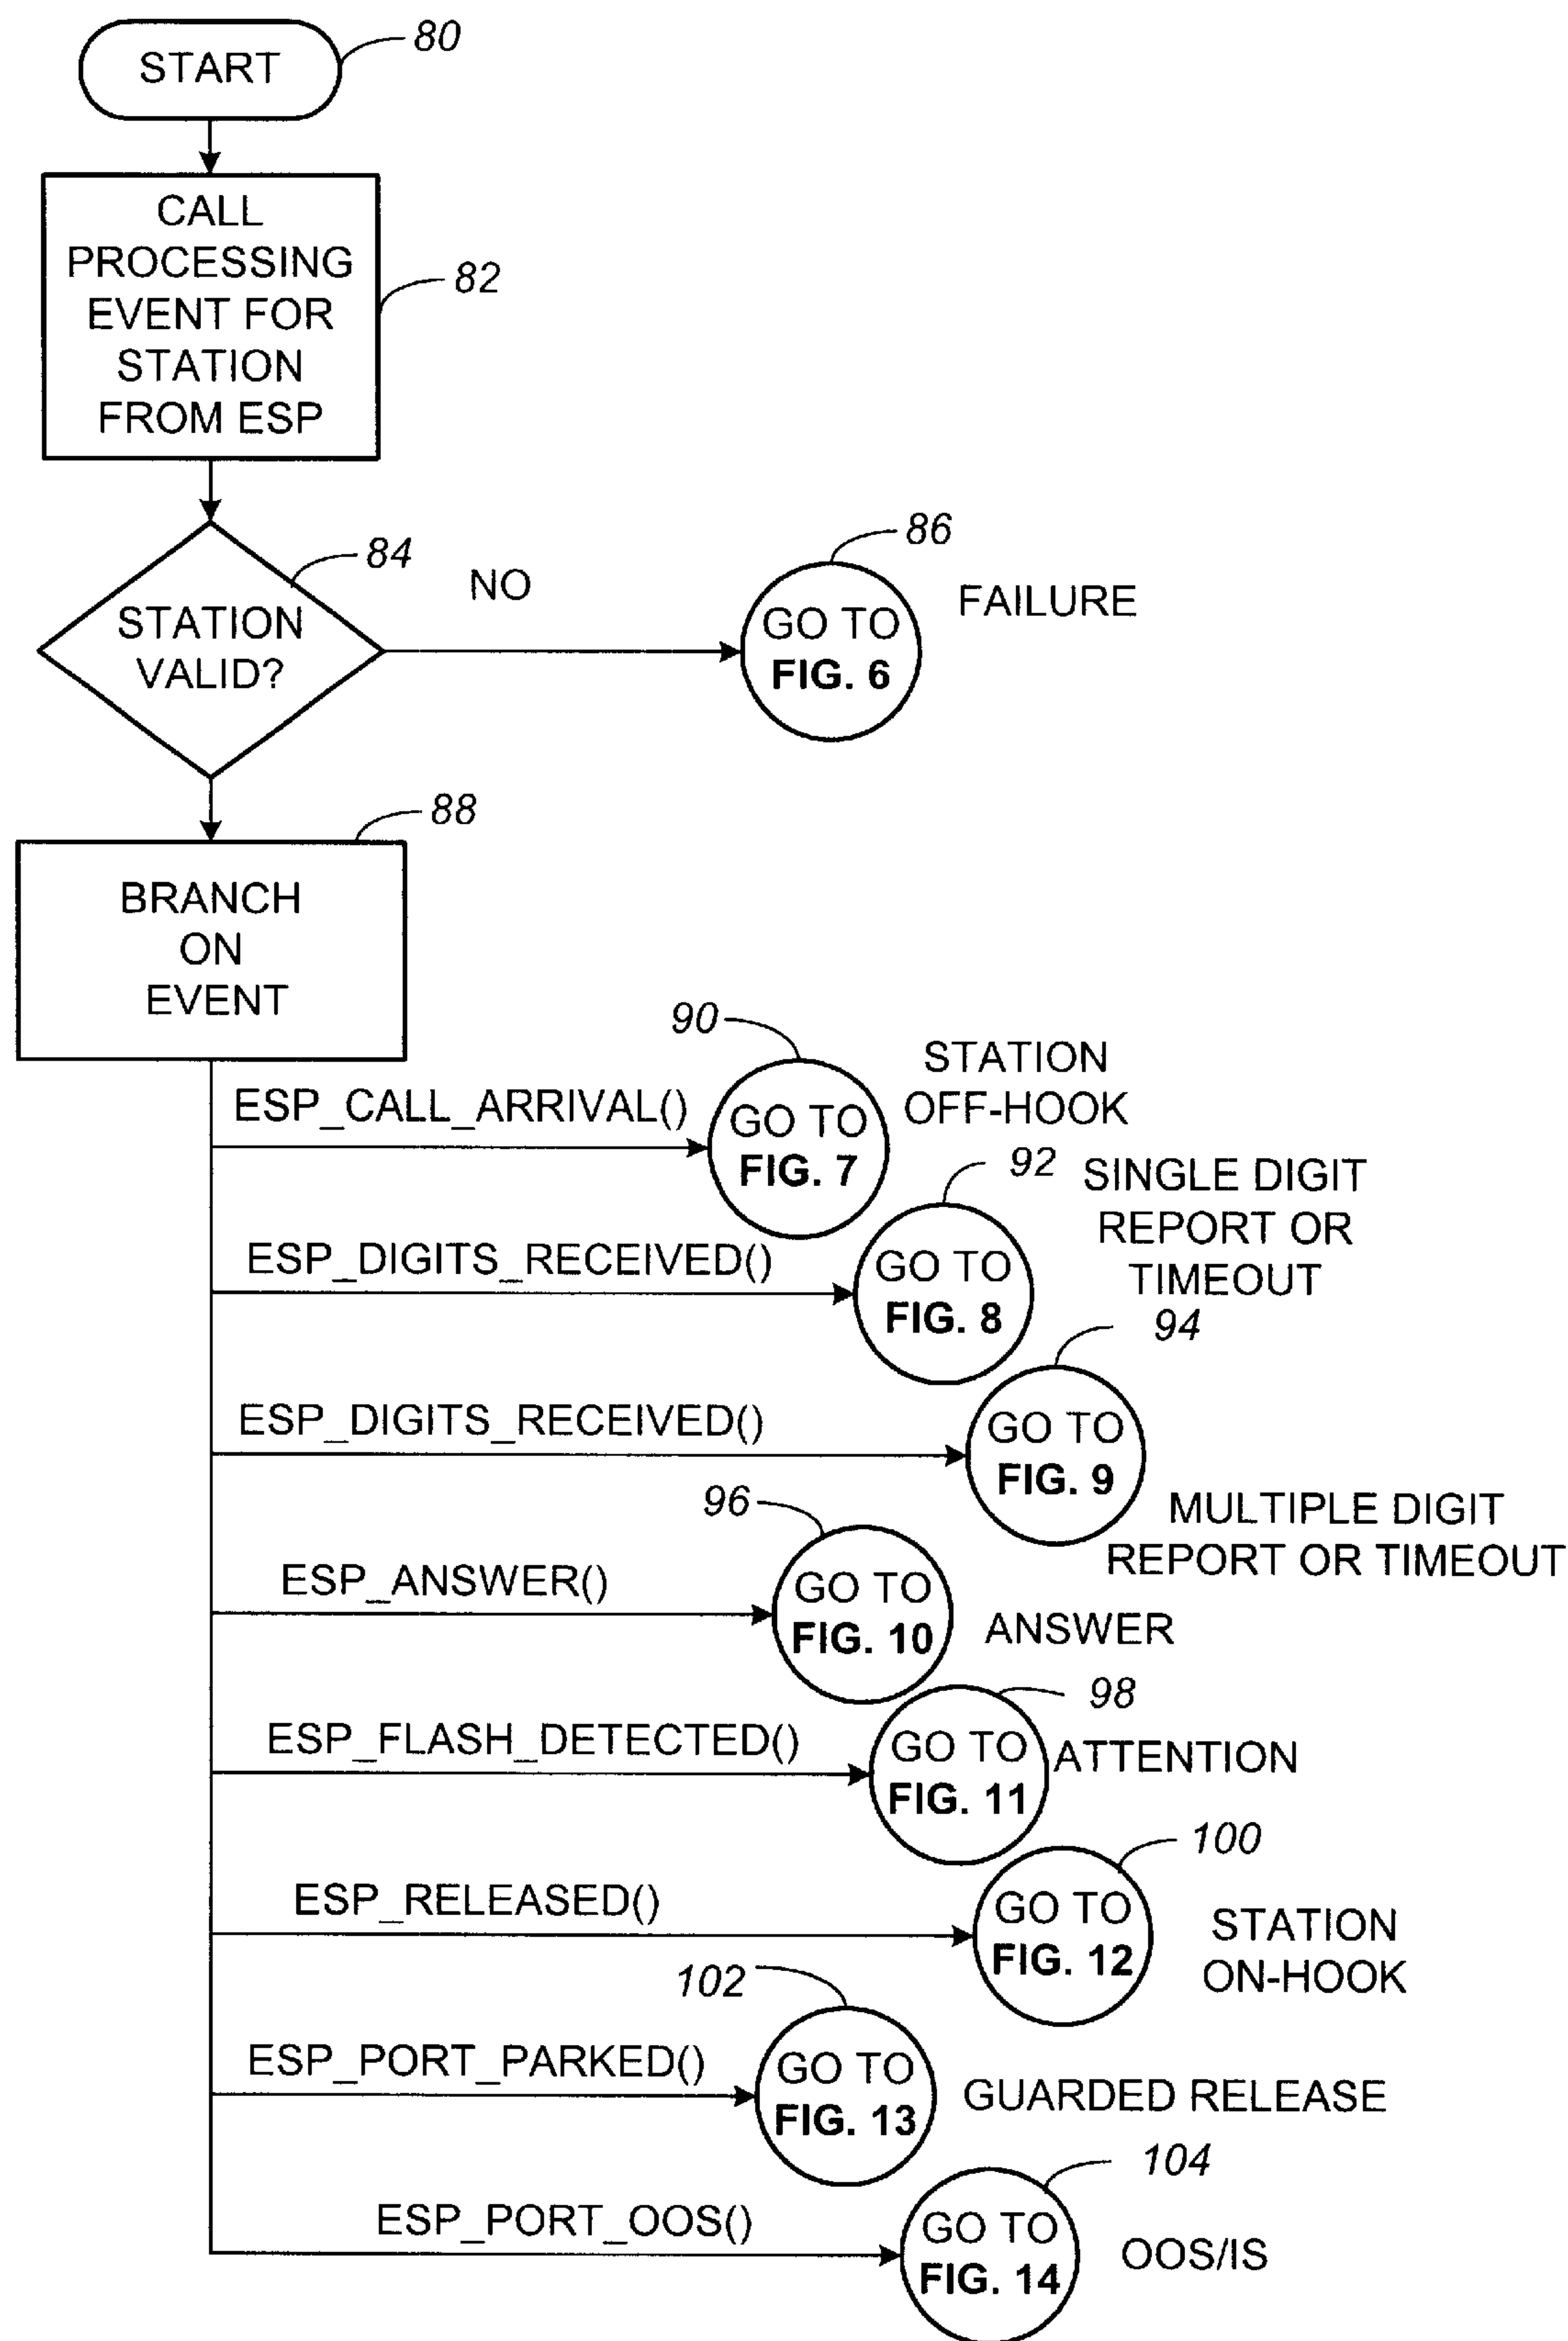 START
80
CALL
PROCESSING
EVENT FOR
STATION
FROM ESP
82
84
STATION
VALID?
NO
86
GO TO
FIG. 6
FAILURE
88
BRANCH
ON
EVENT
90
ESP_CALL_ARRIVAL()
GO TO
FIG. 7
STATION
OFF-HOOK
92
ESP_DIGITS_RECEIVED()
GO TO
FIG. 8
SINGLE DIGIT
REPORT OR
TIMEOUT
94
ESP_DIGITS_RECEIVED()
GO TO
FIG. 9
MULTIPLE DIGIT
REPORT OR TIMEOUT
96
ESP_ANSWER()
GO TO
FIG. 10
ANSWER
98
ESP_FLASH_DETECTED()
GO TO
FIG. 11
ATTENTION
100
ESP_RELEASED()
GO TO
FIG. 12
STATION
ON-HOOK
102
ESP_PORT_PARKED()
GO TO
FIG. 13
GUARDED RELEASE
104
ESP_PORT_OOS()
GO TO
FIG. 14
OOS/IS